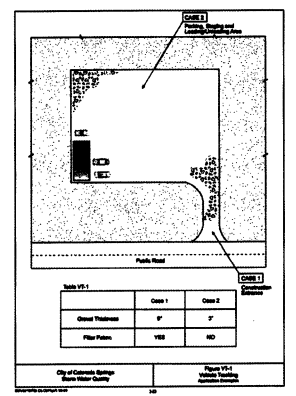 CASE 2
Parking, Staging and
Loading/Unloading Area
Public Road
CASE 1
Construction
Entrance
Table VT-1
Case 1 Case 2
Gravel Thickness 9" 3"
Filter Fabric YES NO
City of Colorado Springs
Storm Water Quality
Figure VT-1
Vehicle Tracking
Application Examples